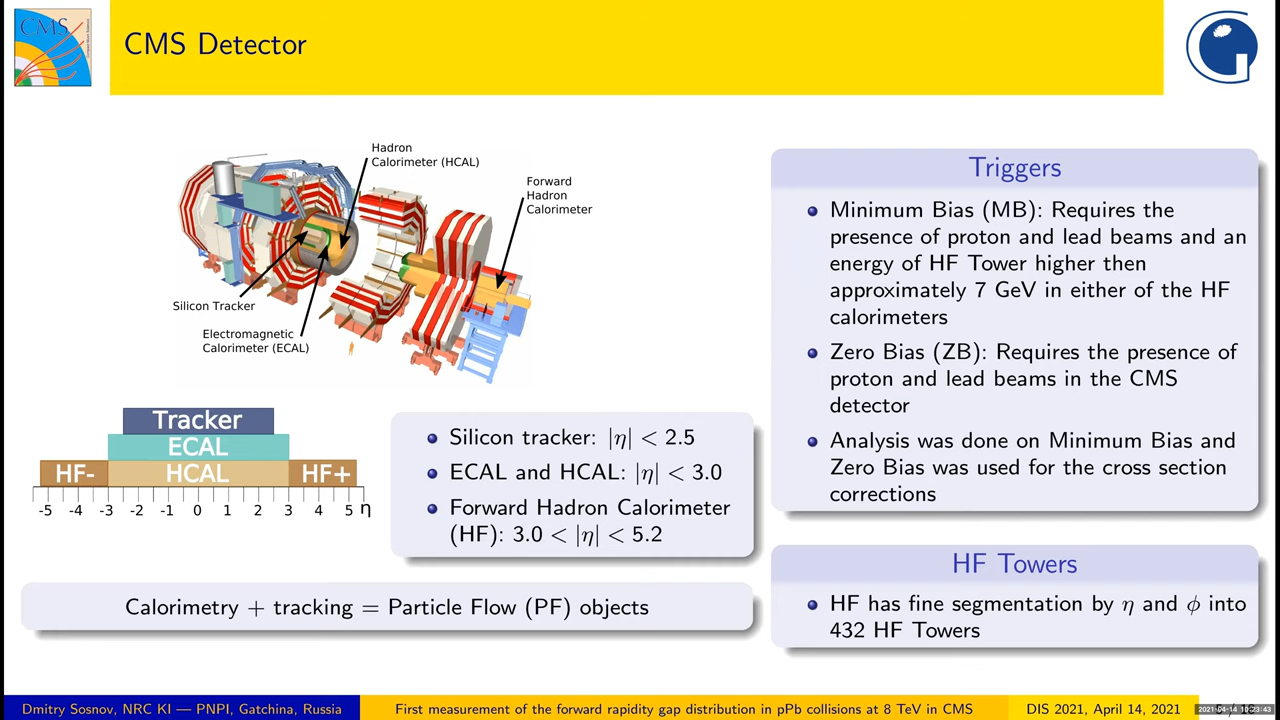 CMS
CMS Detector
Hadron
Calorimeter (HCAL)
Forward
Hadron
Calorimeter
Silicon Tracker
Electromagnetic
Calorimeter (ECAL)
Tracker
ECAL
HF- HCAL HF+
-5 -4 -3 -2 -1 0 1 2 3 4 5 η
Silicon tracker: |η| < 2.5
ECAL and HCAL: |η| < 3.0
Forward Hadron Calorimeter
(HF): 3.0 < |η| < 5.2
Calorimetry + tracking = Particle Flow (PF) objects
Triggers
Minimum Bias (MB): Requires the
presence of proton and lead beams and an
energy of HF Tower higher then
approximately 7 GeV in either of the HF
calorimeters
Zero Bias (ZB): Requires the presence of
proton and lead beams in the CMS
detector
Analysis was done on Minimum Bias and
Zero Bias was used for the cross section
corrections
HF Towers
HF has fine segmentation by η and ϕ into
432 HF Towers
Dmitry Sosnov, NRC KI — PNPI, Gatchina, Russia
First measurement of the forward rapidity gap distribution in pPb collisions at 8 TeV in CMS
DIS 2021, April 14, 2021
2021-04-14 10:23:43